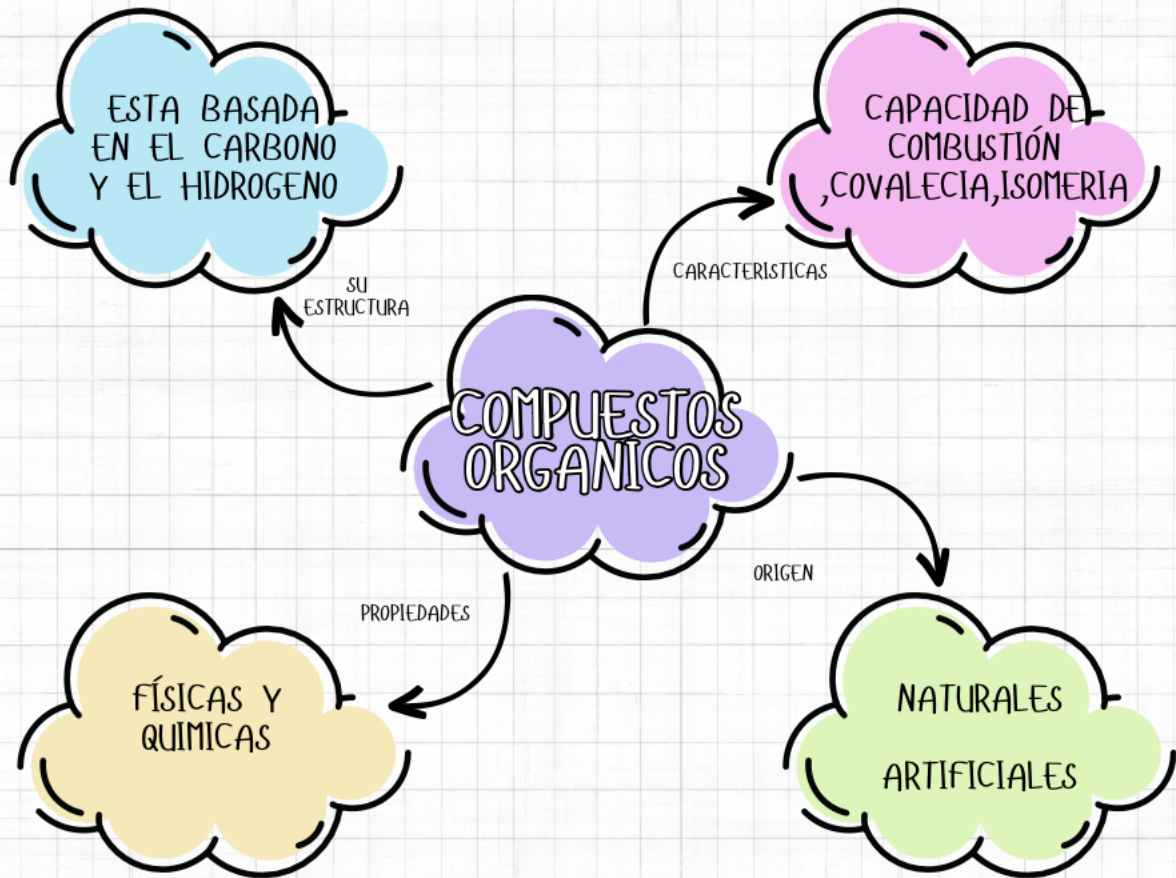 ESTA BASADA
EN EL CARBONO
Y EL HIDROGENO
CAPACIDAD DE
COMBUSTIÓN
,COVALECIA,ISOMERIA
SU
ESTRUCTURA
CARACTERISTICAS
COMPUESTOS
ORGANICOS
PROPIEDADES
ORIGEN
FÍSICAS Y
QUIMICAS
NATURALES
ARTIFICIALES